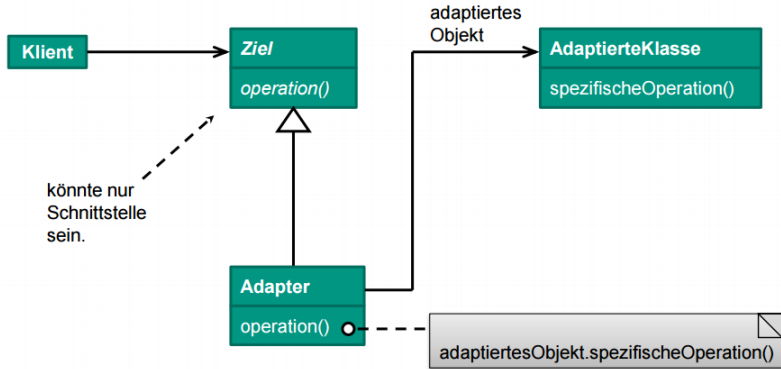 Klient
Ziel
operation()
adaptiertes
Objekt
AdaptierteKlasse
spezifischeOperation()
könnte nur
Schnittstelle
sein.
Adapter
operation()
adaptiertesObjekt.spezifischeOperation()